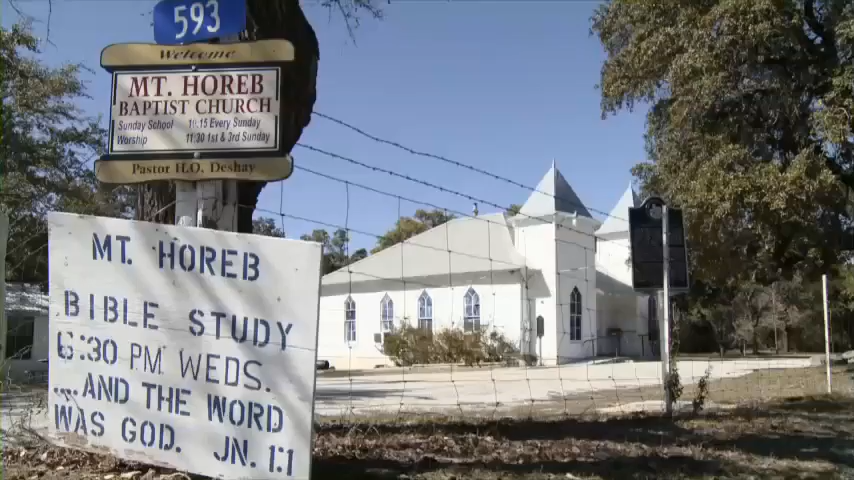 593
Welcome
MT. HOREB
BAPTIST CHURCH
Sunday School 10:15 Every Sunday
Worship 11:30 1st & 3rd Sunday
Pastor H.O. Deshay
MT. HOREB
BIBLE STUDY
6:30 P.M WEDS.
...AND THE WORD
WAS GOD. JN. 1:1